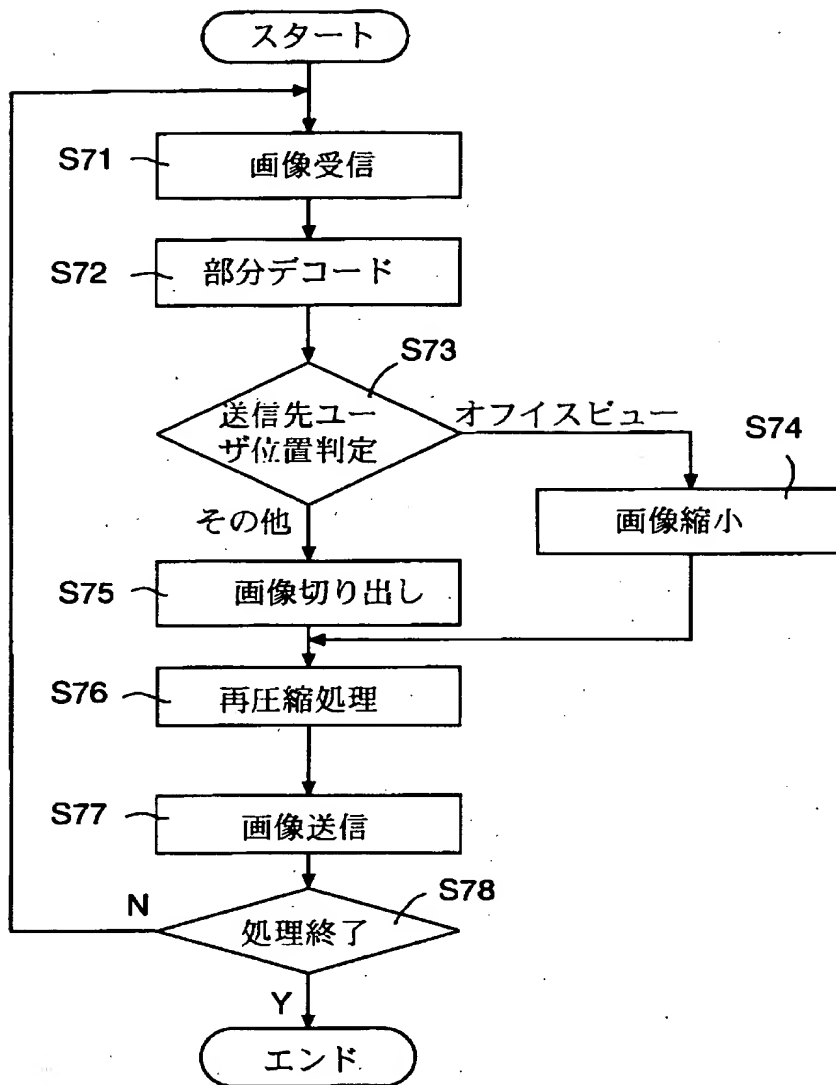 スタート
S71
画像受信
S72
部分デコード
S73
送信先ユー
ザ位置判定
オフイスビュー
S74
画像縮小
その他
S75
画像切り出し
S76
再圧縮処理
S77
画像送信
S78
処理終了
N
Y
エンド